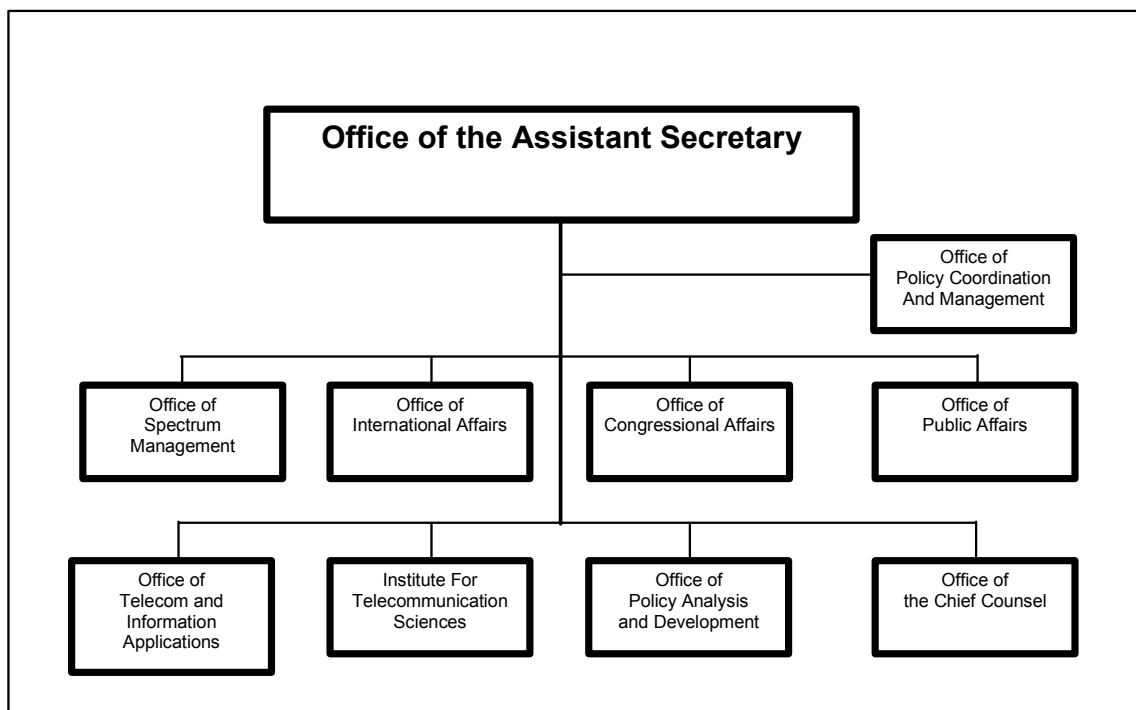 Office of the Assistant Secretary
Office of
Policy Coordination
And Management
Office of
Spectrum
Management
Office of
International Affairs
Office of
Congressional Affairs
Office of
Public Affairs
Office of
Telecom and
Information
Applications
Institute For
Telecommunication
Sciences
Office of
Policy Analysis
and Development
Office of
the Chief Counsel